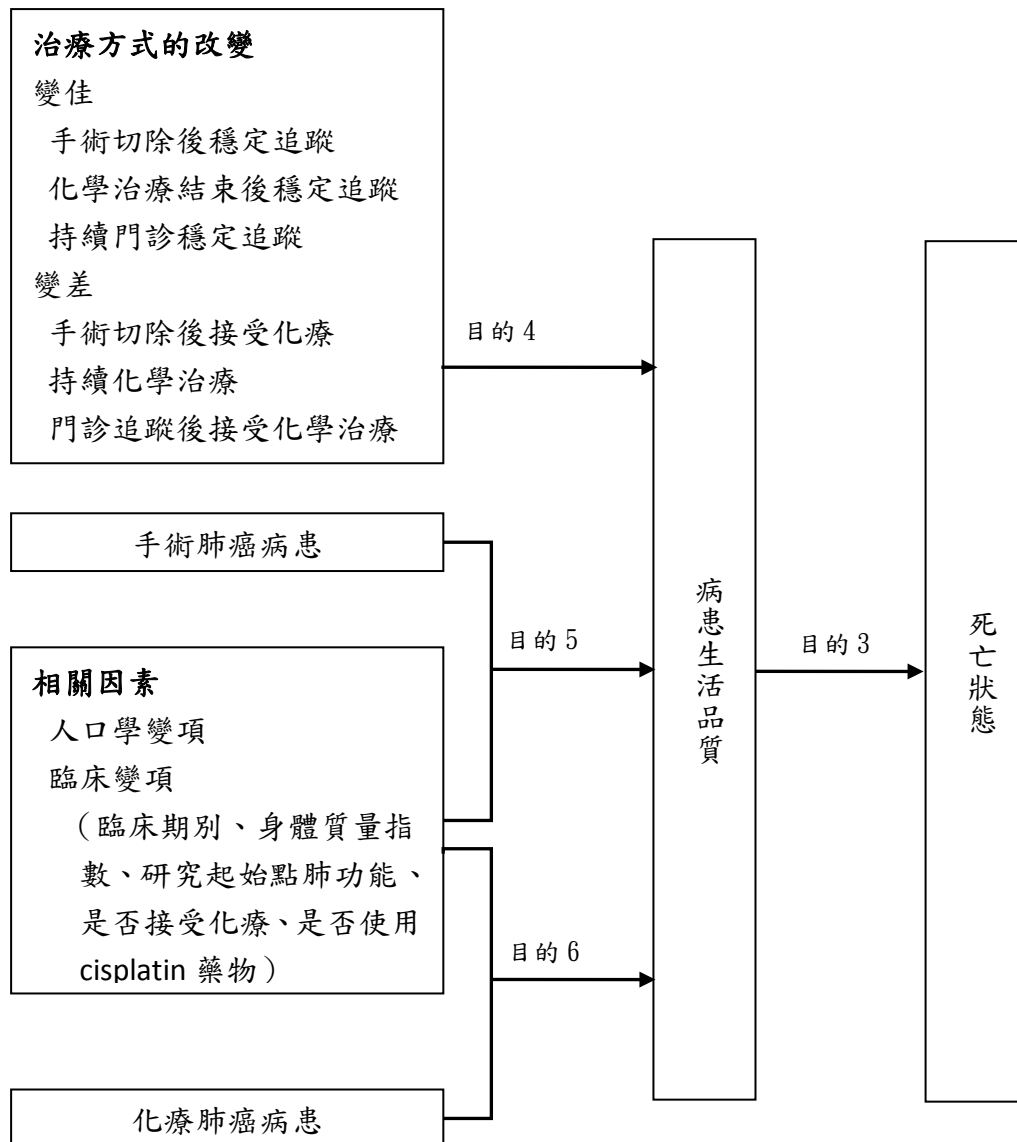 治療方式的改變
變佳
手術切除後穩定追蹤
化學治療結束後穩定追蹤
持續門診穩定追蹤
變差
手術切除後接受化療
持續化學治療
門診追蹤後接受化學治療
目的 4
手術肺癌病患
目的 5
相關因素
人口學變項
臨床變項
（臨床期別、身體質量指
數、研究起始點肺功能、
是否接受化療、是否使用
cisplatin 藥物）
目的 6
化療肺癌病患
病患生活品質
目的 3
死亡狀態